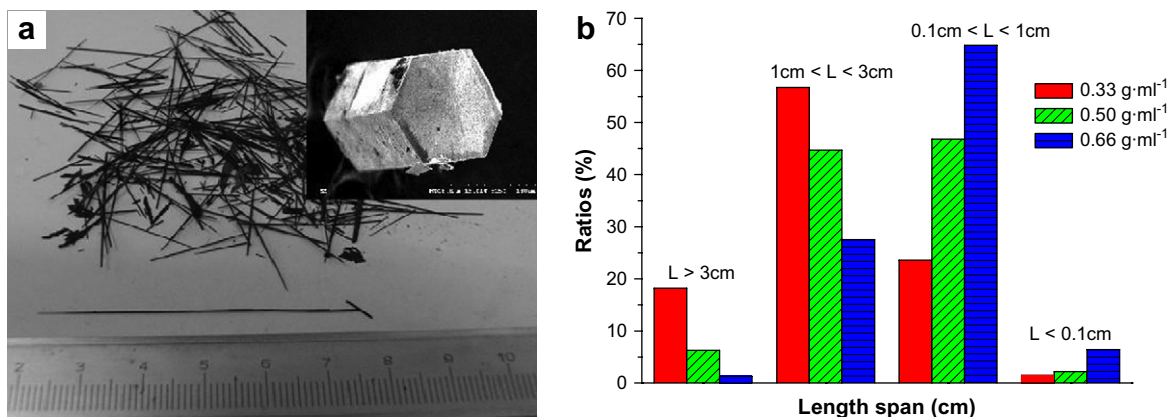 a
2 3 4 5 6 7 8 9 10
b
Ratios (%)
70
60
50
40
30
20
10
0
L > 3cm
1cm < L < 3cm
0.1cm < L < 1cm
L < 0.1cm
0.33 g·ml⁻¹
0.50 g·ml⁻¹
0.66 g·ml⁻¹
Length span (cm)